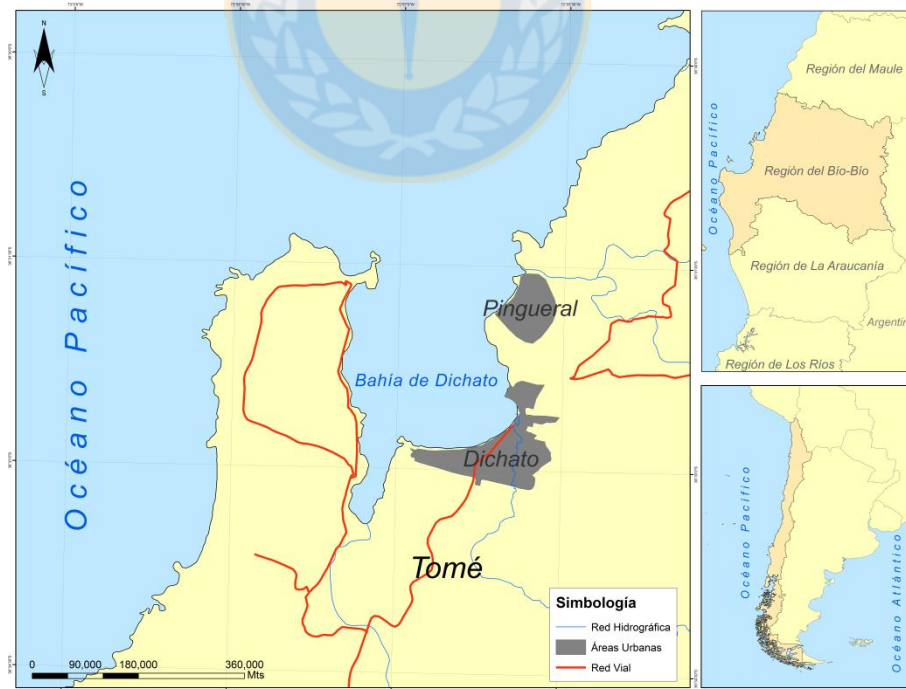 N
S
Océano Pacífico
Pingueral
Bahía de Dichato
Dichato
Tomé
0 90,000 180,000 360,000
Mts
Simbología
Red Hidrográfica
Áreas Urbanas
Red Vial
Región del Maule
Océano Pacífico
Región del Bío-Bío
Región de La Araucanía
Argentin
Región de Los Ríos
Océano Pacífico
Océano Atlántico